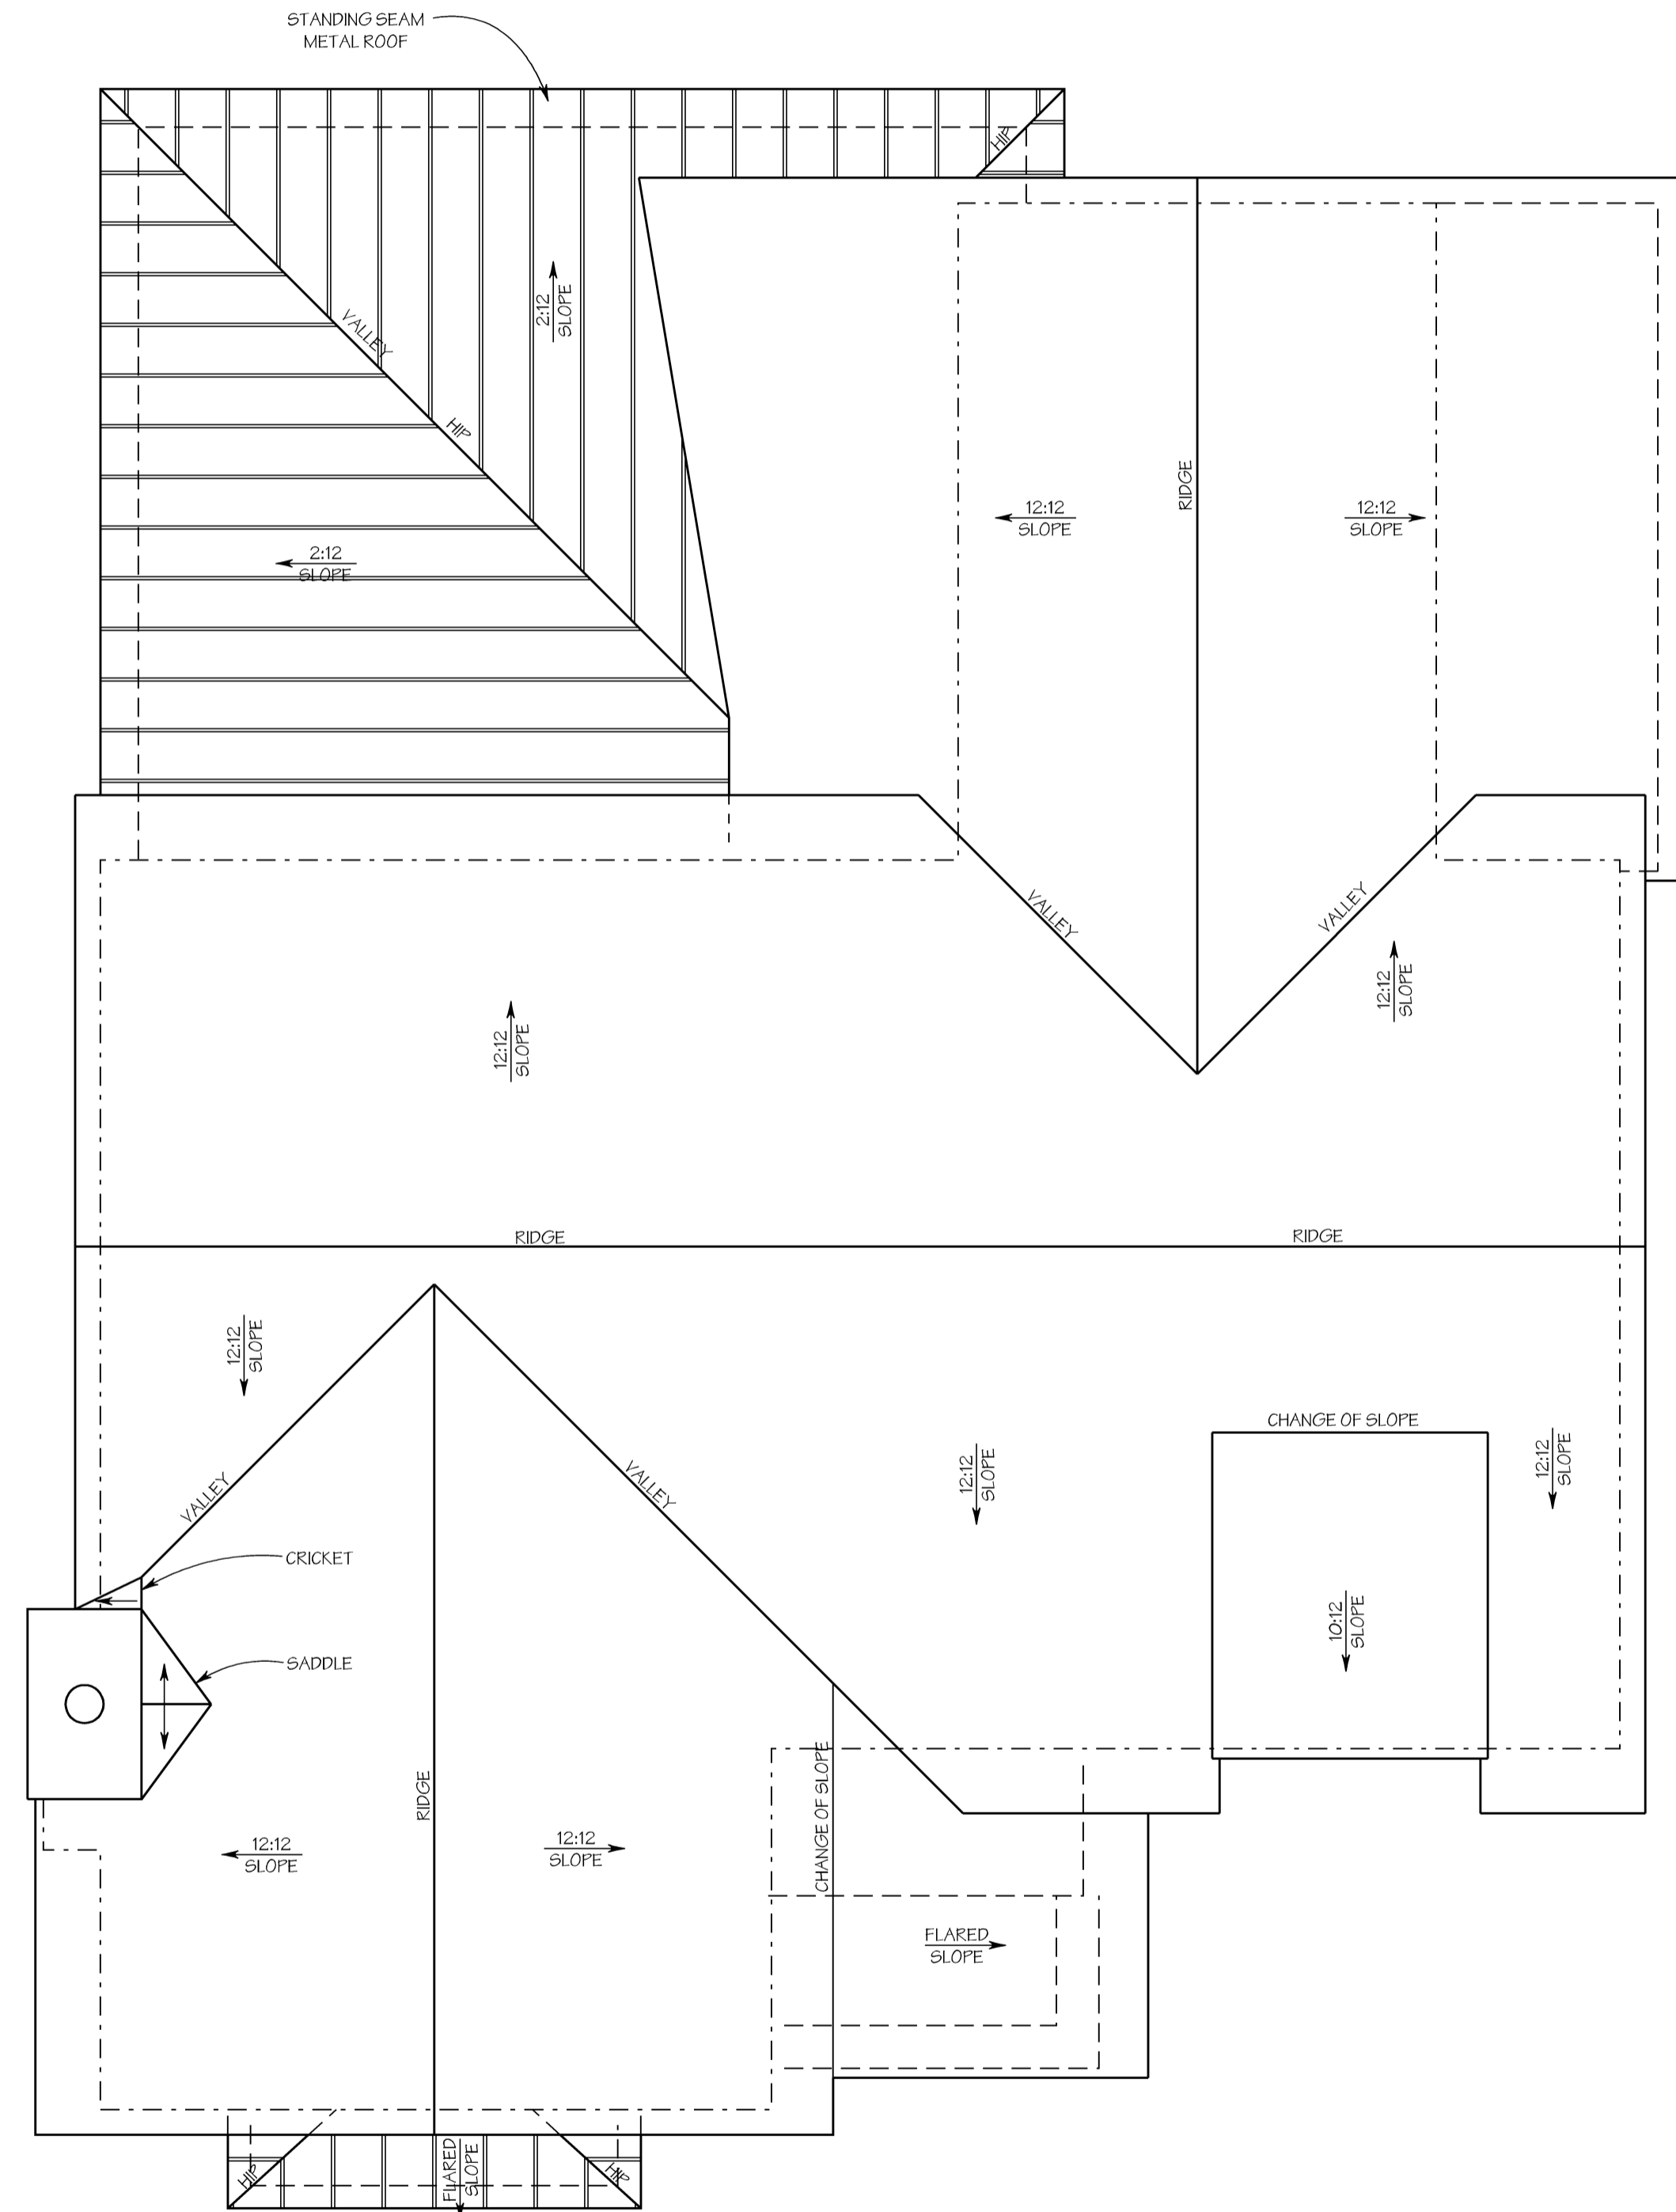 STANDING SEAM
METAL ROOF
HIP
VALLEY
2:12
SLOPE
HIP
2:12
SLOPE
RIDGE
12:12
SLOPE
12:12
SLOPE
VALLEY
VALLEY
12:12
SLOPE
12:12
SLOPE
RIDGE
RIDGE
12:12
SLOPE
CHANGE OF SLOPE
VALLEY
VALLEY
12:12
SLOPE
12:12
SLOPE
CRICKET
10:12
SLOPE
SADDLE
RIDGE
CHANGE OF SLOPE
12:12
SLOPE
12:12
SLOPE
FLARED
SLOPE
HIP
FLARED
SLOPE
HIP